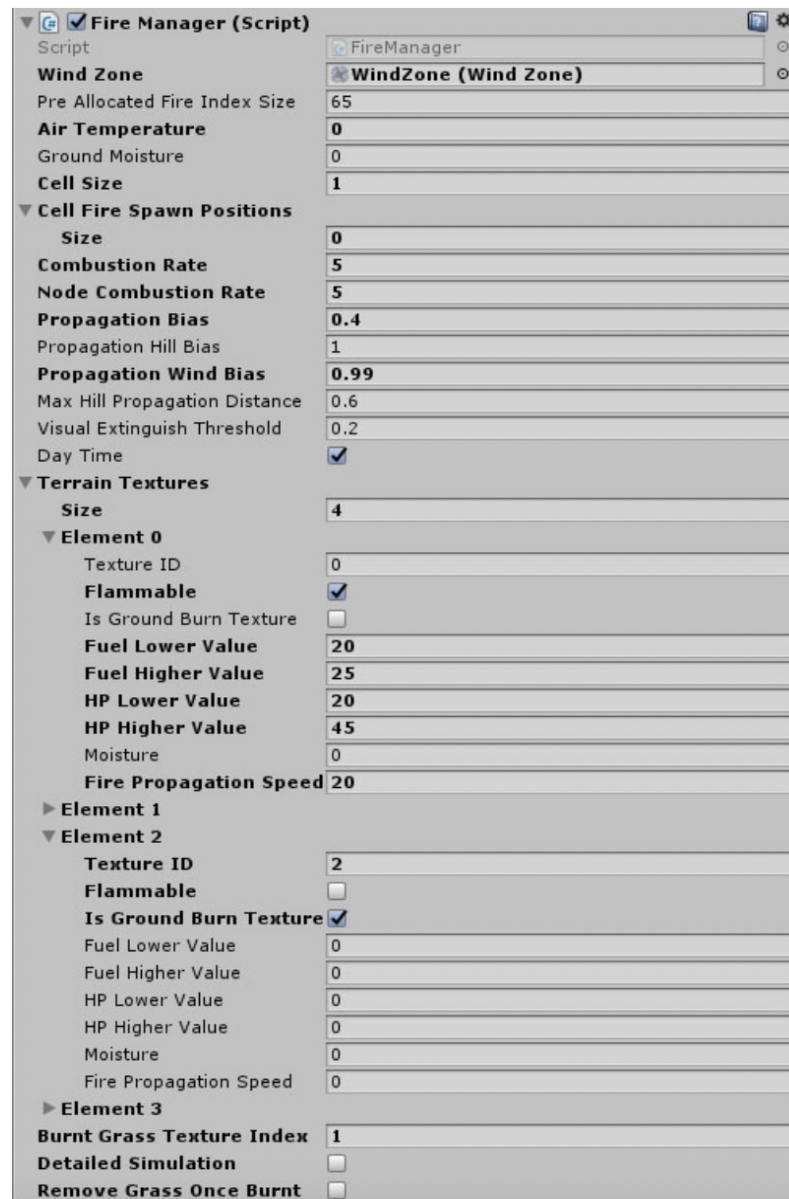 Fire Manager (Script)
Script FireManager
Wind Zone WindZone (Wind Zone)
Pre Allocated Fire Index Size 65
Air Temperature 0
Ground Moisture 0
Cell Size 1
Cell Fire Spawn Positions
Size 0
Combustion Rate 5
Node Combustion Rate 5
Propagation Bias 0.4
Propagation Hill Bias 1
Propagation Wind Bias 0.99
Max Hill Propagation Distance 0.6
Visual Extinguish Threshold 0.2
Day Time
Terrain Textures
Size 4
Element 0
Texture ID 0
Flammable
Is Ground Burn Texture
Fuel Lower Value 20
Fuel Higher Value 25
HP Lower Value 20
HP Higher Value 45
Moisture 0
Fire Propagation Speed 20
Element 1
Element 2
Texture ID 2
Flammable
Is Ground Burn Texture
Fuel Lower Value 0
Fuel Higher Value 0
HP Lower Value 0
HP Higher Value 0
Moisture 0
Fire Propagation Speed 0
Element 3
Burnt Grass Texture Index 1
Detailed Simulation
Remove Grass Once Burnt